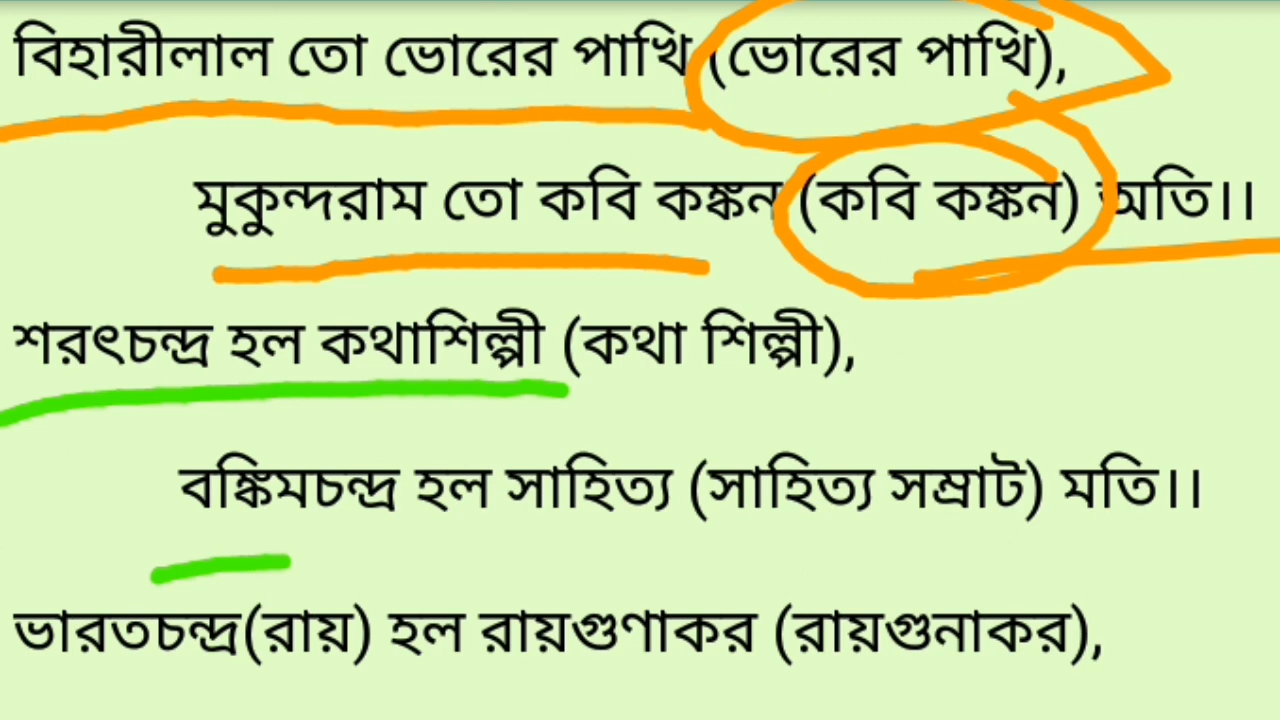 বিহারীলাল তো ভোরের পাখি (ভোরের পাখি),
মুকুন্দরাম তো কবি কঙ্কন (কবি কঙ্কন) অতি।।
শরৎচন্দ্র হল কথাশিল্পী (কথা শিল্পী),
বঙ্কিমচন্দ্র হল সাহিত্য (সাহিত্য সম্রাট) মতি।।
ভারতচন্দ্র(রায়) হল রায়গুণাকর (রায়গুনাকর),